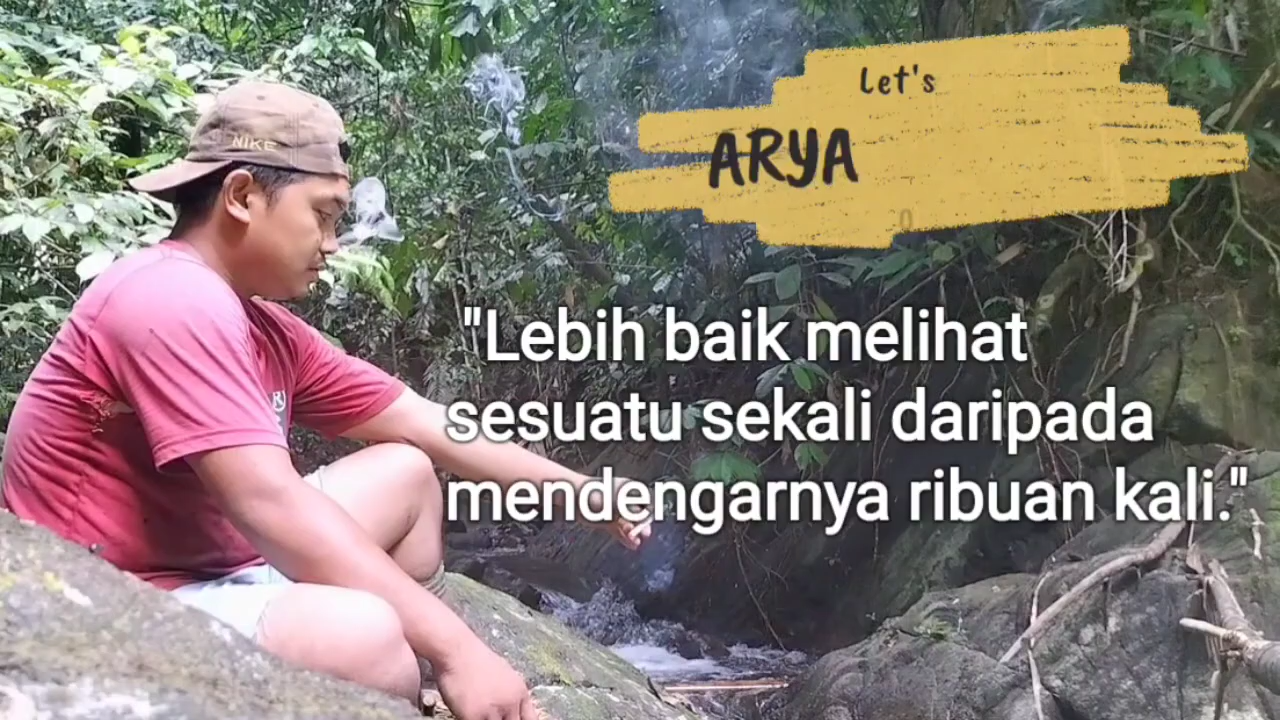 Let's
ARYA
NIKE
"Lebih baik melihat
sesuatu sekali daripada
mendengarnya ribuan kali."